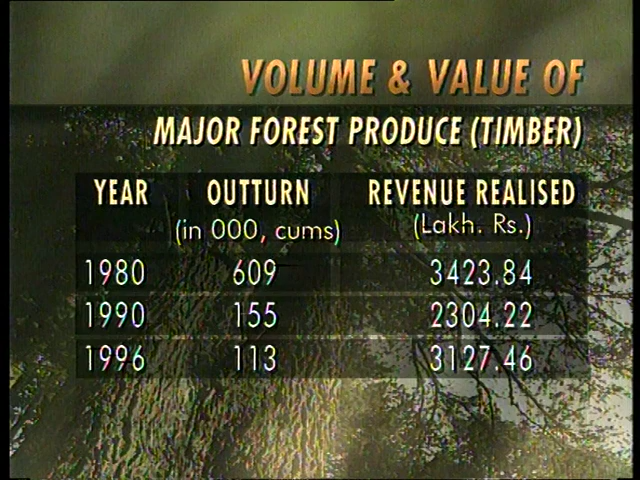 VOLUME & VALUE OF
MAJOR FOREST PRODUCE (TIMBER)
YEAR OUTTURN REVENUE REALISED
(in 000, cums) (Lakh. Rs.)
1980 609 3423.84
1990 155 2304.22
1996 113 3127.46